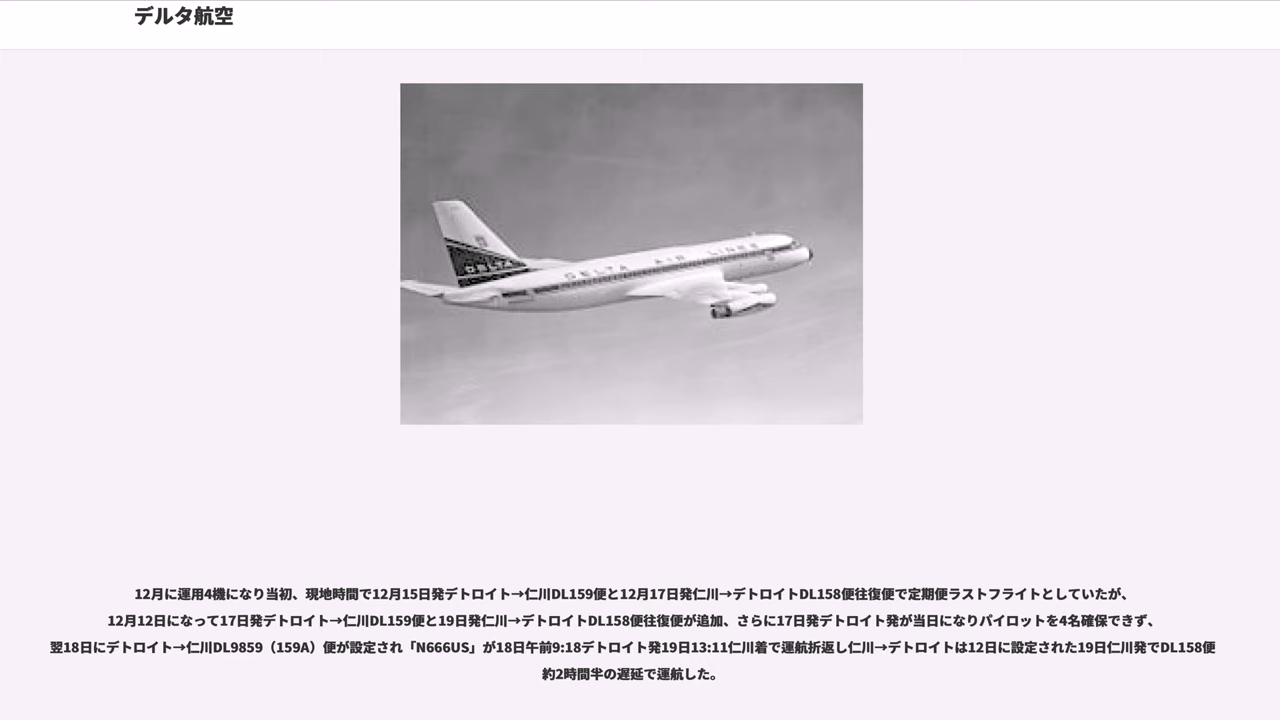 デルタ航空
DELTA AIR LINES
DELTA
12月に運用4機になり当初、現地時間で12月15日発デトロイト→仁川DL159便と12月17日発仁川→デトロイトDL158便往復便で定期便ラストフライトとしていたが、
12月12日になって17日発デトロイト→仁川DL159便と19日発仁川→デトロイトDL158便往復便が追加、さらに17日発デトロイト発が当日になりパイロットを4名確保できず、
翌18日にデトロイト→仁川DL9859（159A）便が設定され「N666US」が18日午前9:18デトロイト発19日13:11仁川着で運航折返し仁川→デトロイトは12日に設定された19日仁川発でDL158便
約2時間半の遅延で運航した。